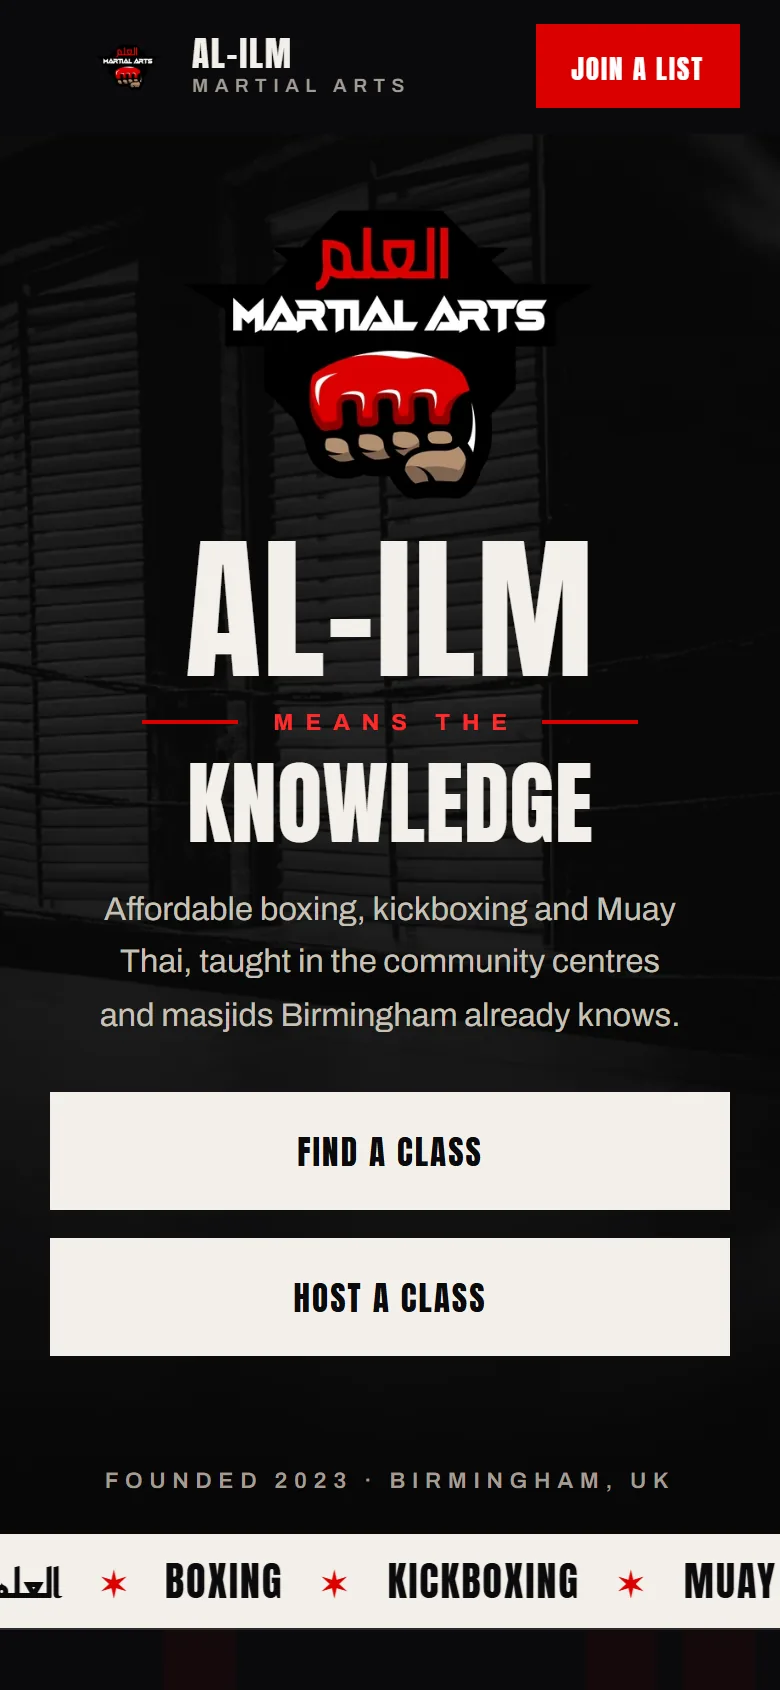 العلم
MARTIAL ARTS
AL-ILM
MARTIAL ARTS
JOIN A LIST
العلم
MARTIAL ARTS
AL-ILM
MEANS THE
KNOWLEDGE
Affordable boxing, kickboxing and Muay
Thai, taught in the community centres
and masjids Birmingham already knows.
FIND A CLASS
HOST A CLASS
FOUNDED 2023 · BIRMINGHAM, UK
العلم ✶ BOXING ✶ KICKBOXING ✶ MUAY